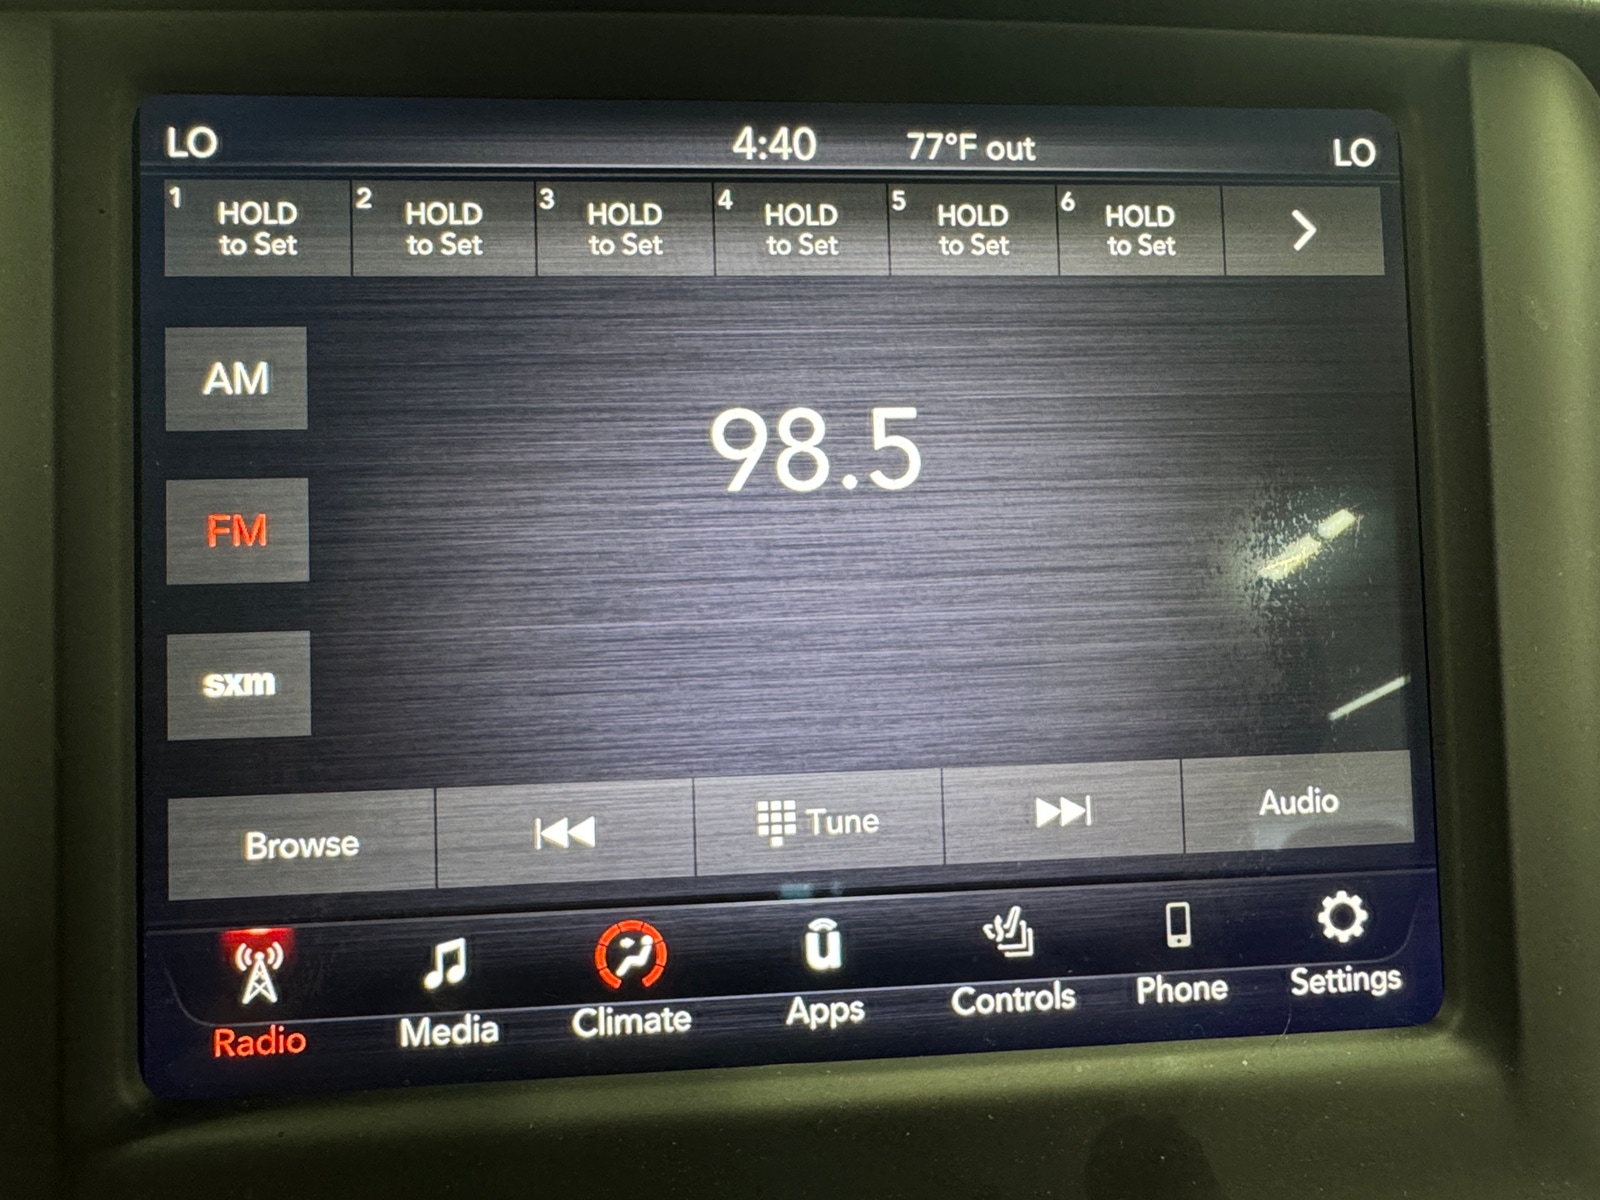 LO 4:40 77°F out LO
1 HOLD to Set
2 HOLD to Set
3 HOLD to Set
4 HOLD to Set
5 HOLD to Set
6 HOLD to Set
AM
98.5
FM
sxm
Browse Tune Audio
Radio Media Climate Apps Controls Phone Settings